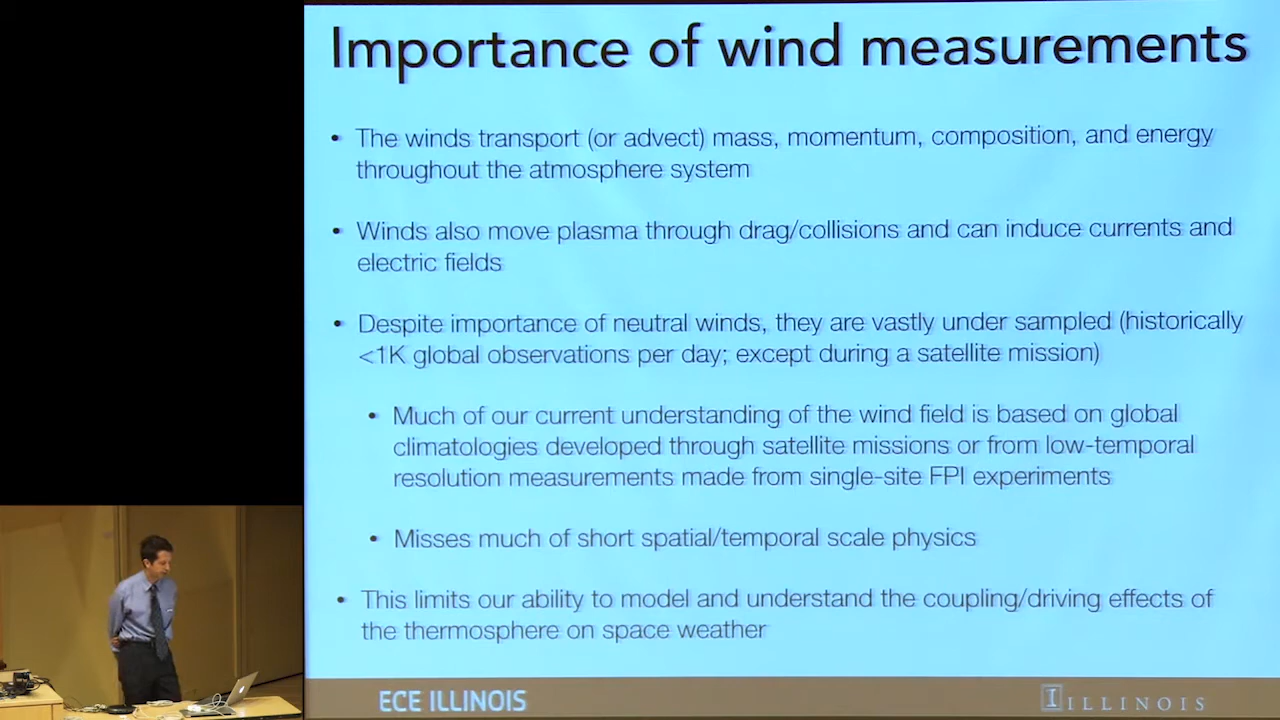 Importance of wind measurements
• The winds transport (or advect) mass, momentum, composition, and energy
throughout the atmosphere system
• Winds also move plasma through drag/collisions and can induce currents and
electric fields
• Despite importance of neutral winds, they are vastly under sampled (historically
<1K global observations per day; except during a satellite mission)
• Much of our current understanding of the wind field is based on global
climatologies developed through satellite missions or from low-temporal
resolution measurements made from single-site FPI experiments
• Misses much of short spatial/temporal scale physics
• This limits our ability to model and understand the coupling/driving effects of
the thermosphere on space weather
ECE ILLINOIS
I ILLINOIS